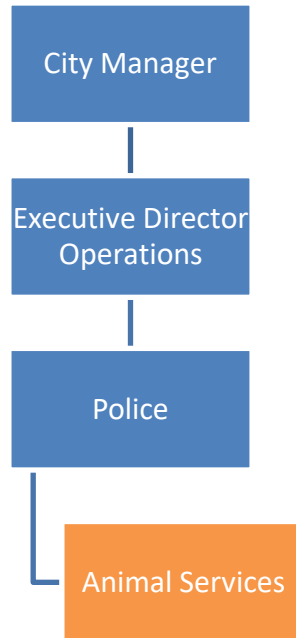 City Manager
Executive Director
Operations
Police
Animal Services